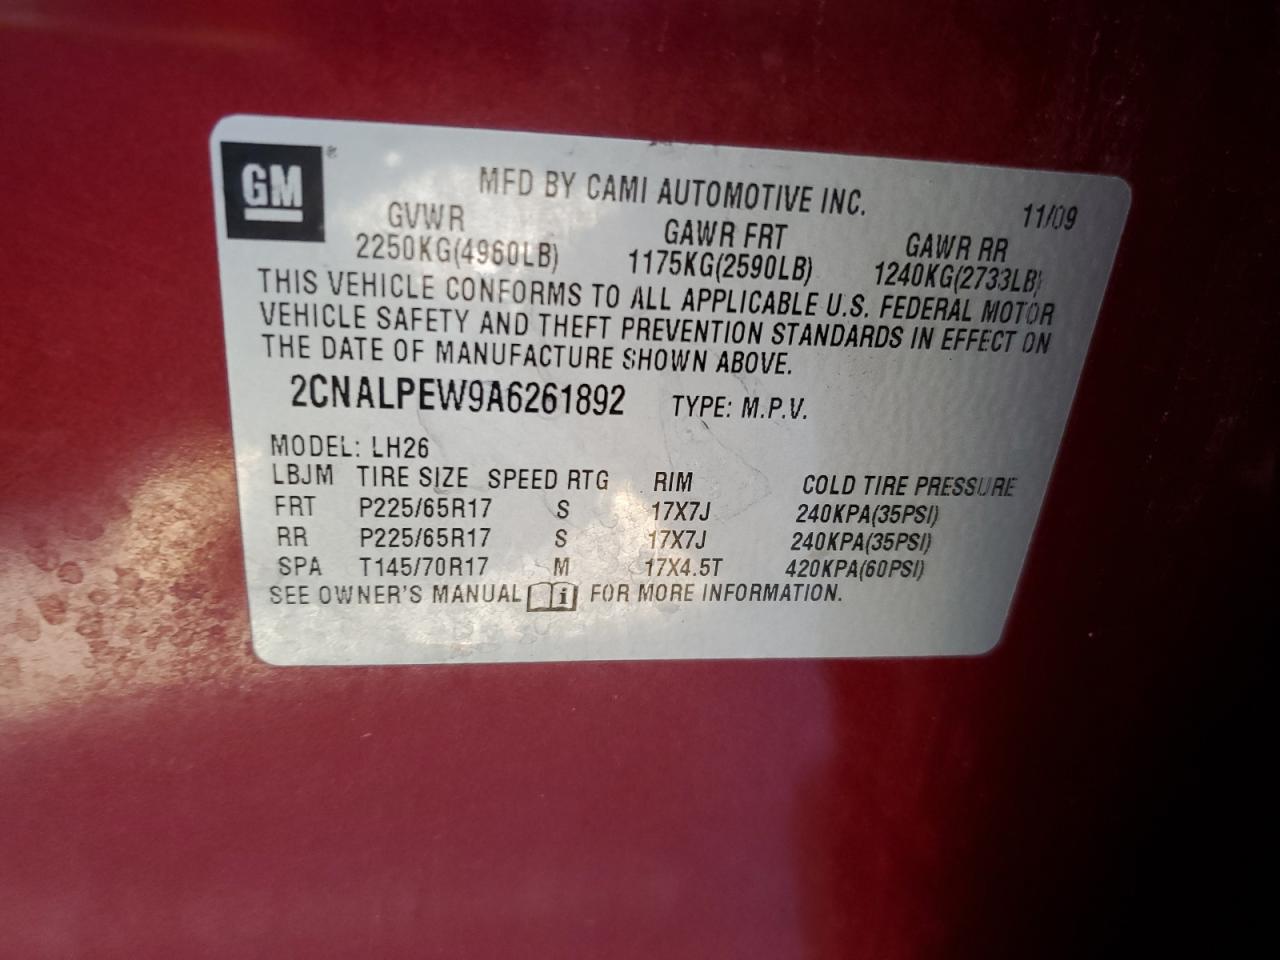 GM®
MFD BY CAMI AUTOMOTIVE INC.
11/09
GVWR GAWR FRT GAWR RR
2250KG(4960LB) 1175KG(2590LB) 1240KG(2733LB)
THIS VEHICLE CONFORMS TO ALL APPLICABLE U.S. FEDERAL MOTOR
VEHICLE SAFETY AND THEFT PREVENTION STANDARDS IN EFFECT ON
THE DATE OF MANUFACTURE SHOWN ABOVE.
2CNALPEW9A6261892 TYPE: M.P.V.
MODEL: LH26
LBJM TIRE SIZE SPEED RTG RIM COLD TIRE PRESSURE
FRT P225/65R17 S 17X7J 240KPA(35PSI)
RR P225/65R17 S 17X7J 240KPA(35PSI)
SPA T145/70R17 M 17X4.5T 420KPA(60PSI)
SEE OWNER'S MANUAL i FOR MORE INFORMATION.